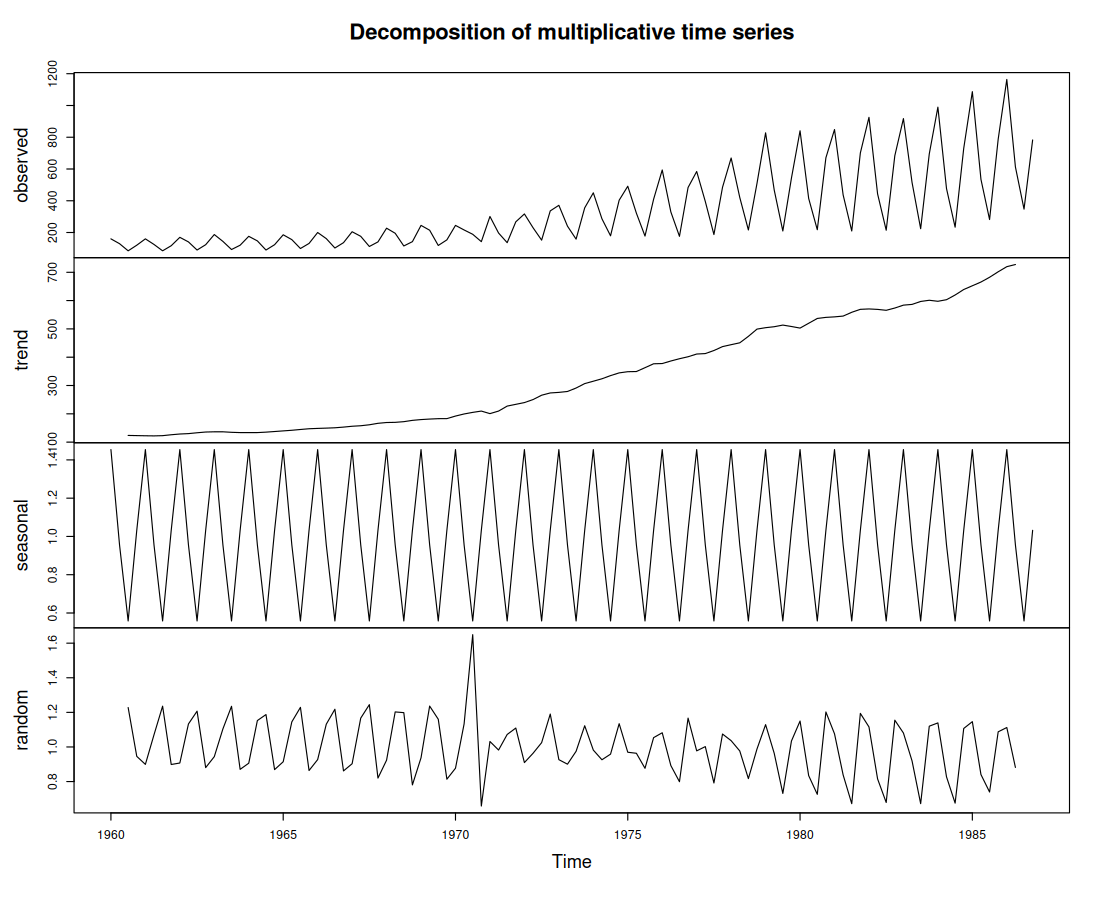 Decomposition of multiplicative time series
observed
200 400 600 800 1200
trend
100 300 500 700
seasonal
0.6 0.8 1.0 1.2 1.4
random
0.8 1.0 1.2 1.4 1.6
1960 1965 1970 1975 1980 1985
Time